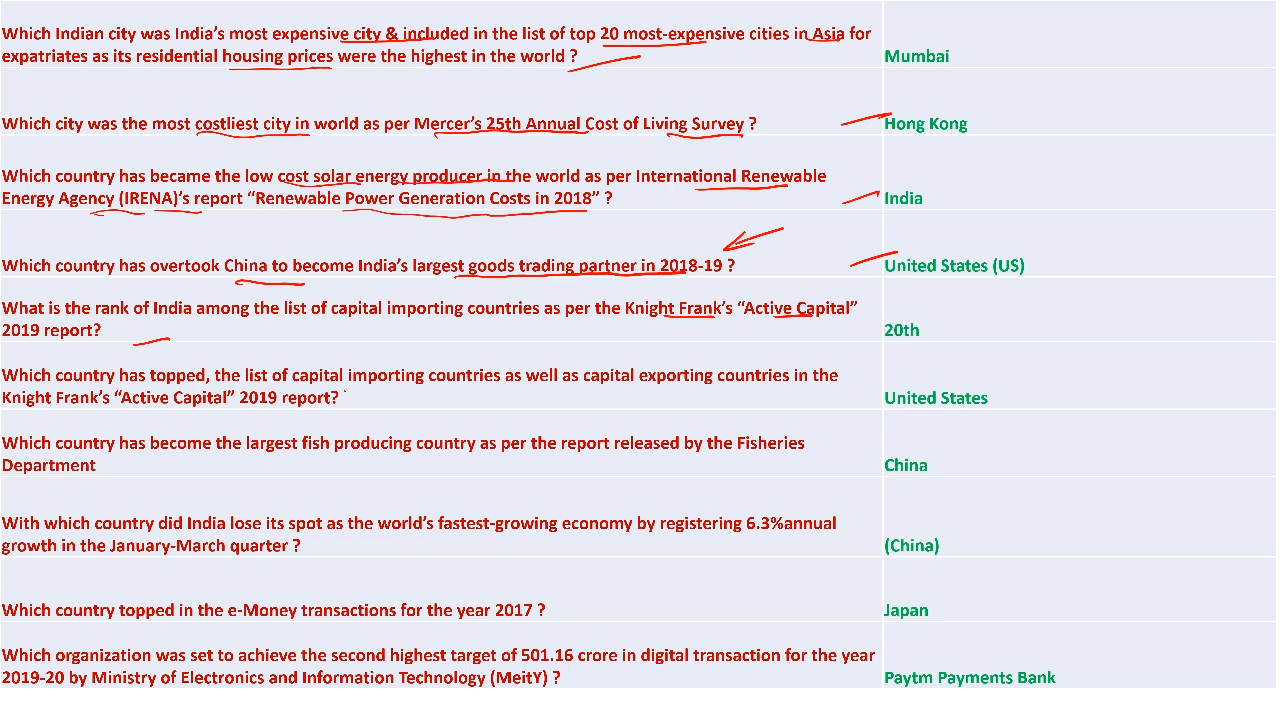 Which Indian city was India's most expensive city & included in the list of top 20 most-expensive cities in Asia for
expatriates as its residential housing prices were the highest in the world ?
Mumbai
Which city was the most costliest city in world as per Mercer's 25th Annual Cost of Living Survey ?
Hong Kong
Which country has became the low cost solar energy producer in the world as per International Renewable
Energy Agency (IRENA)'s report "Renewable Power Generation Costs in 2018" ?
India
Which country has overtook China to become India's largest goods trading partner in 2018-19 ?
United States (US)
What is the rank of India among the list of capital importing countries as per the Knight Frank's "Active Capital"
2019 report?
20th
Which country has topped, the list of capital importing countries as well as capital exporting countries in the
Knight Frank's "Active Capital" 2019 report?
United States
Which country has become the largest fish producing country as per the report released by the Fisheries
Department
China
With which country did India lose its spot as the world's fastest-growing economy by registering 6.3%annual
growth in the January-March quarter ?
(China)
Which country topped in the e-Money transactions for the year 2017 ?
Japan
Which organization was set to achieve the second highest target of 501.16 crore in digital transaction for the year
2019-20 by Ministry of Electronics and Information Technology (MeitY) ?
Paytm Payments Bank